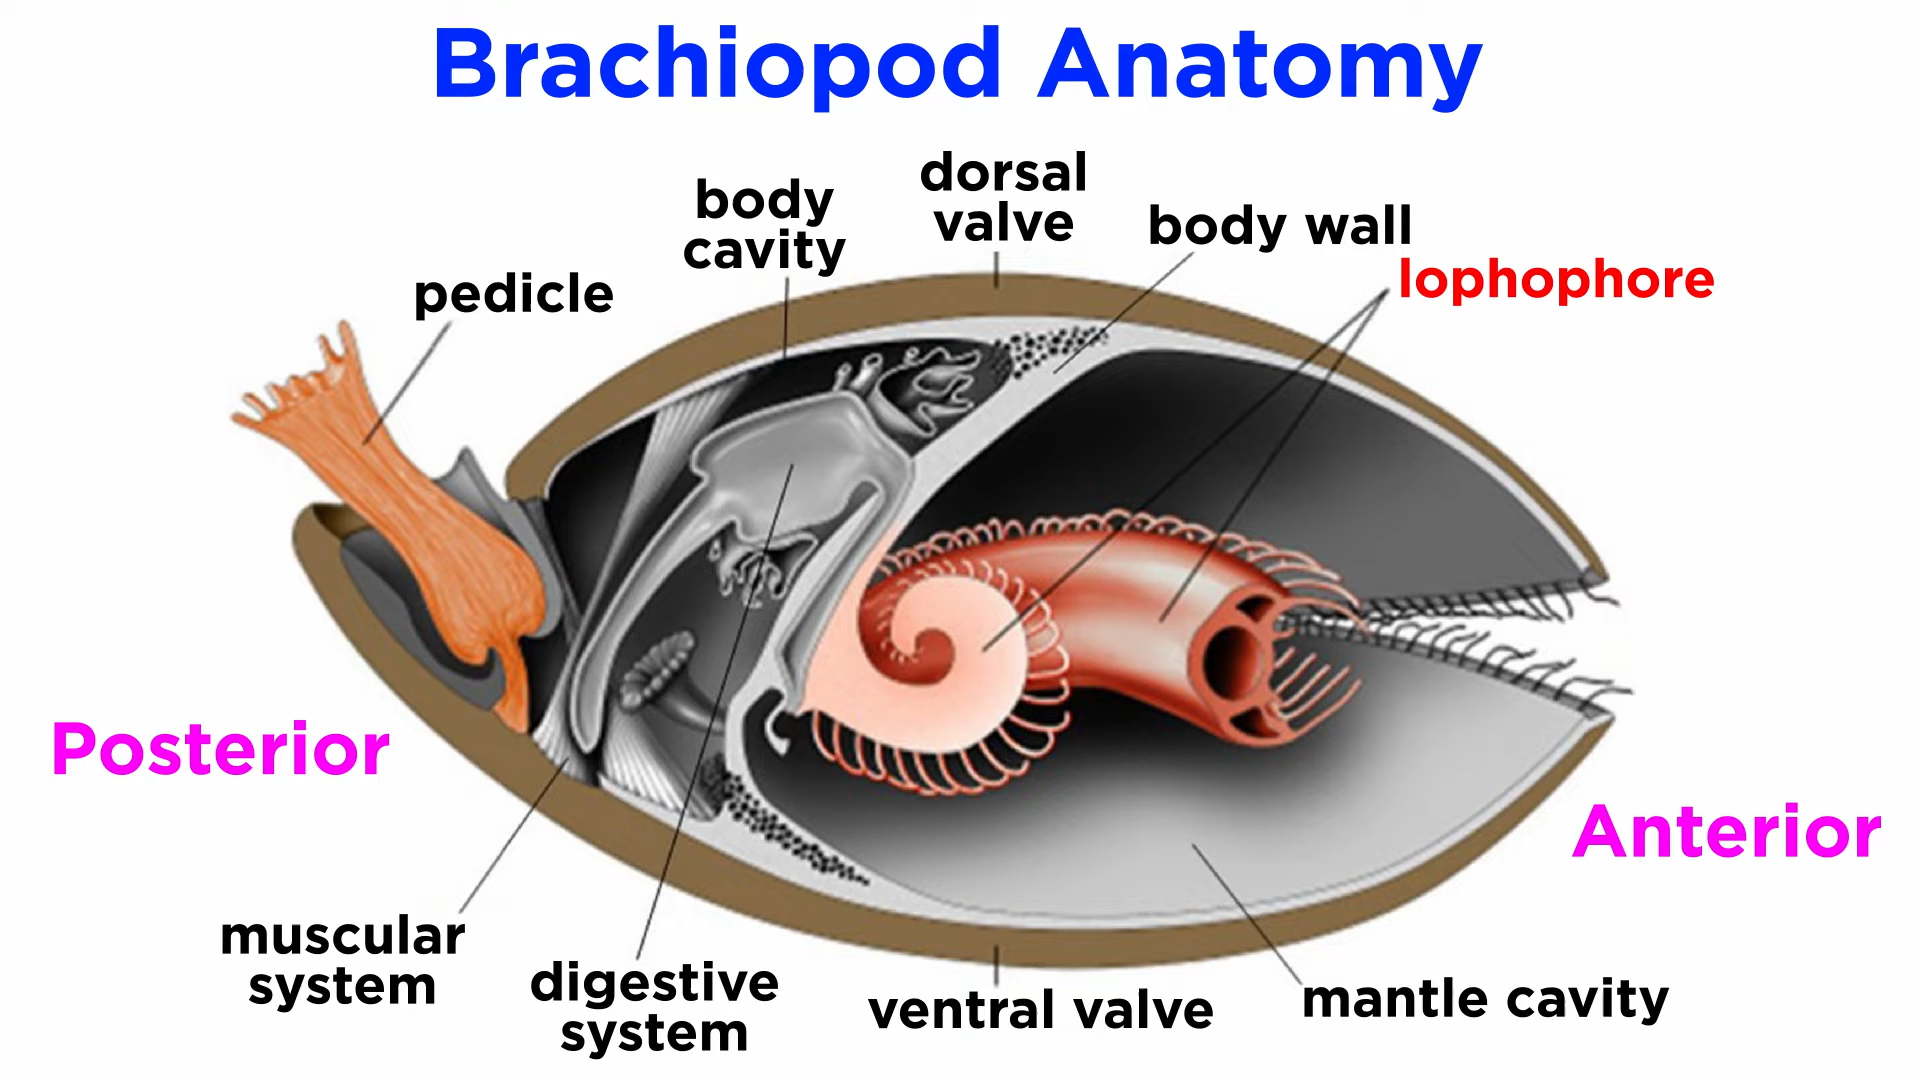 Brachiopod Anatomy
dorsal
valve
body
cavity
body wall
lophophore
pedicle
Posterior
Anterior
muscular
system
digestive
system
ventral valve
mantle cavity